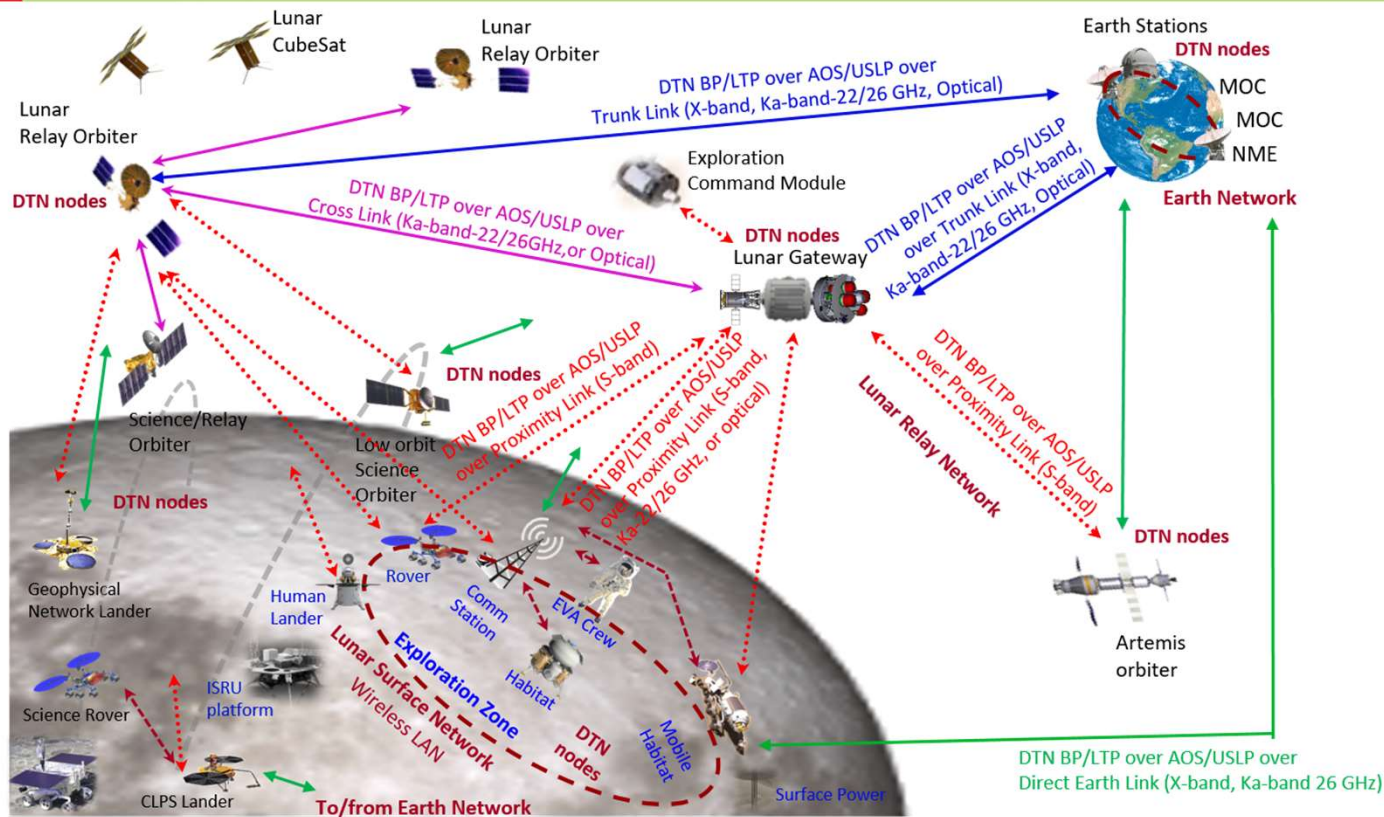 Lunar
CubeSat
Lunar
Relay Orbiter
Earth Stations
DTN nodes
MOC
MOC
NME
Earth Network
DTN BP/LTP over AOS/USLP over
Trunk Link (X-band, Ka-band-22/26 GHz, Optical)
Lunar
Relay Orbiter
DTN nodes
Exploration
Command Module
DTN BP/LTP over AOS/USLP over
Cross Link (Ka-band-22/26GHz,or Optical)
DTN nodes
Lunar Gateway
DTN BP/LTP over AOS/USLP
over Trunk Link (X-band,
Ka-band-22/26 GHz, Optical)
DTN BP/LTP over AOS/USLP
over Proximity Link (S-band)
DTN BP/LTP over AOS/USLP
over Proximity Link (S-band,
Ka-22/26 GHz, or optical)
DTN BP/LTP over AOS/USLP
over Proximity Link (S-band)
Lunar Relay Network
Science/Relay
Orbiter
DTN nodes
Low orbit
Science
Orbiter
DTN nodes
Geophysical
Network Lander
Human
Lander
Rover
Comm
Station
EVA Crew
Habitat
DTN nodes
Artemis
orbiter
Science Rover
ISRU
platform
Exploration Zone
Lunar Surface Network
Wireless LAN
DTN
nodes
Mobile
Habitat
CLPS Lander
To/from Earth Network
Surface Power
DTN BP/LTP over AOS/USLP over
Direct Earth Link (X-band, Ka-band 26 GHz)